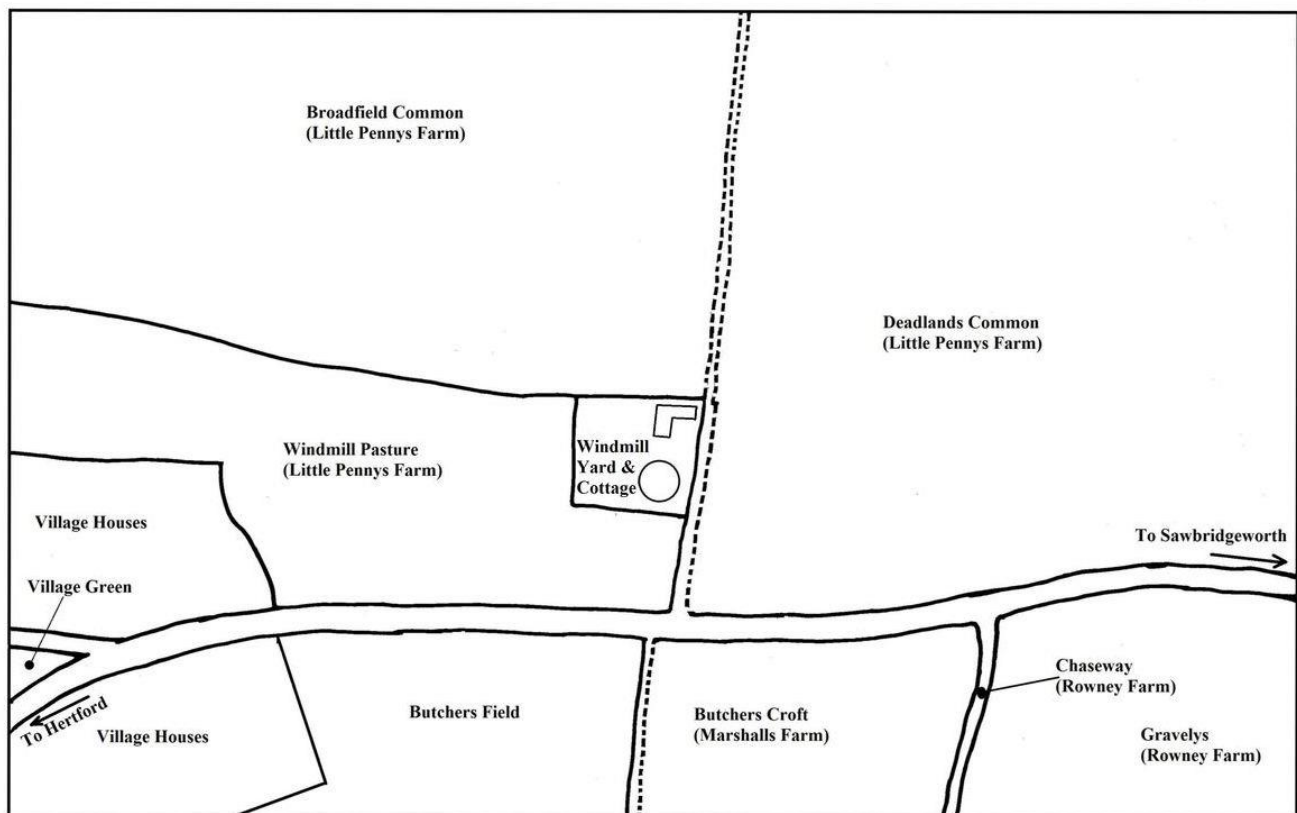 Broadfield Common
(Little Pennys Farm)
Deadlands Common
(Little Pennys Farm)
Windmill Pasture
(Little Pennys Farm)
Windmill
Yard &
Cottage
Village Houses
To Sawbridgeworth
Village Green
To Hertford
Village Houses
Butchers Field
Butchers Croft
(Marshalls Farm)
Chaseway
(Rowney Farm)
Gravelys
(Rowney Farm)